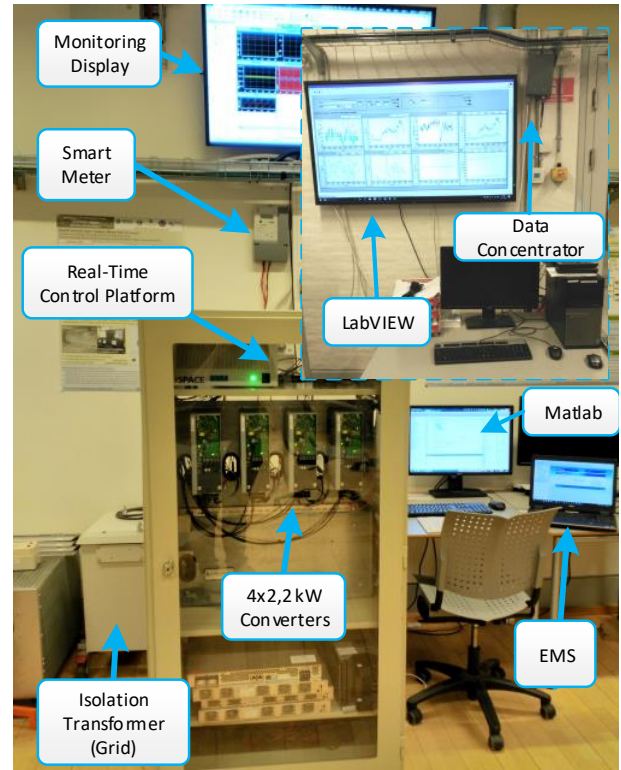 Monitoring
Display
Smart
Meter
Real-Time
Control Platform
Data
Concentrator
LabVIEW
SPACE
Matlab
4x2,2 kW
Converters
EMS
Isolation
Transformer
(Grid)